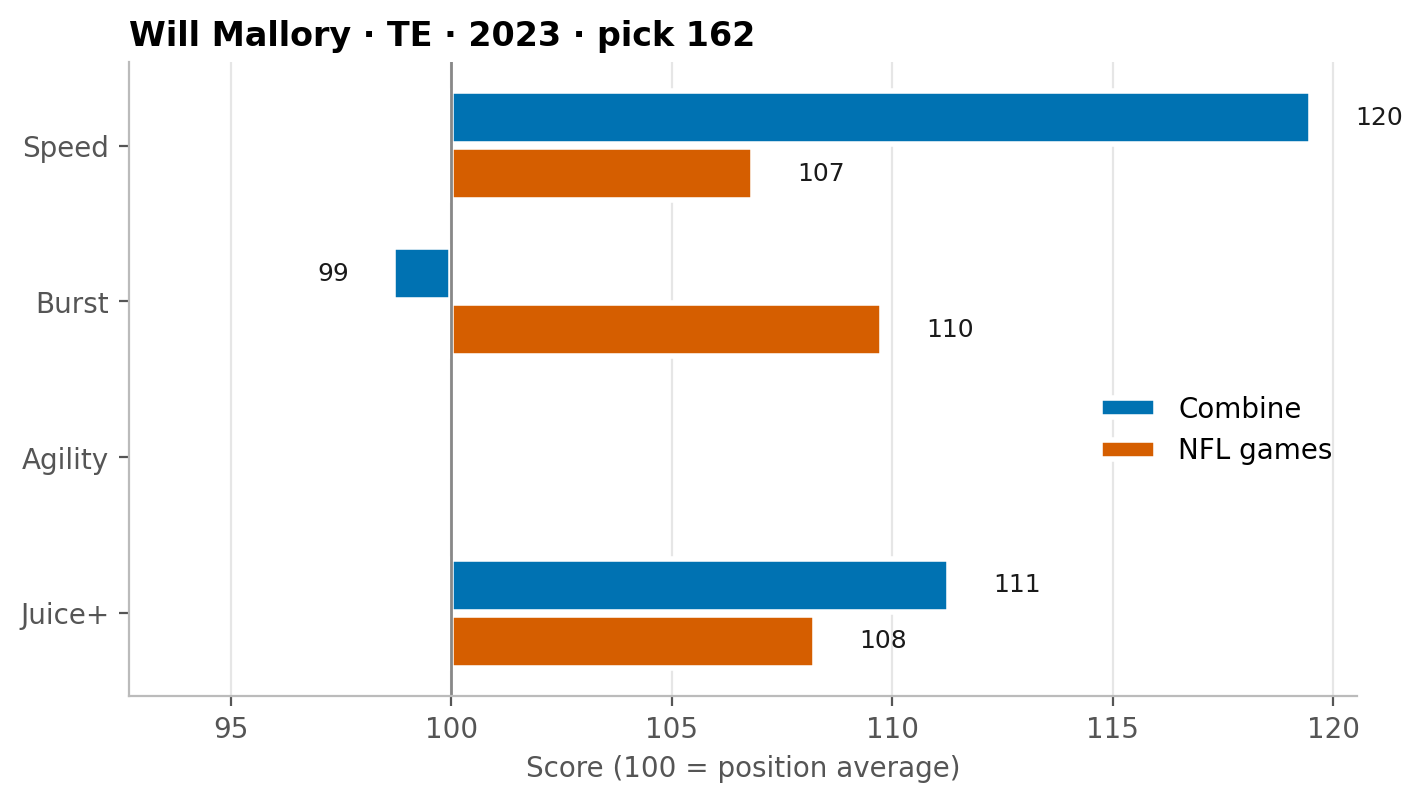 Will Mallory · TE · 2023 · pick 162
Speed
120
107
Burst
99
110
Agility
Combine
NFL games
Juice+
111
108
95 100 105 110 115 120
Score (100 = position average)